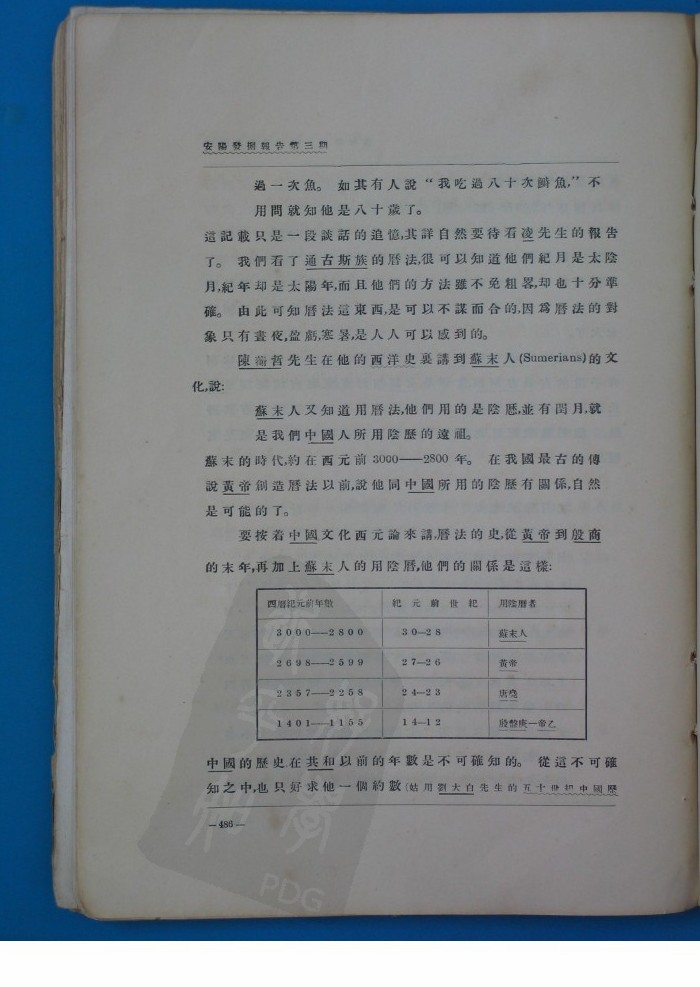 安陽發掘報告第三期
過一次魚。 如其有人說“我吃過八十次鱘魚,”不
用問就知他是八十歲了。
這記載只是一段談話的追憶,其詳自然要待看凌先生的報告
了。 我們看了通古斯族的曆法,很可以知道他們紀月是太陰
月,紀年却是太陽年,而且他們的方法雖不免粗畧,却也十分準
確。 由此可知曆法這東西,是可以不謀而合的,因爲曆法的對
象只有晝夜,盈虧,寒暑,是人人可以感到的。
陳衡哲先生在他的西洋史裏講到蘇末人(Sumerians)的文
化,說:
蘇末人又知道用曆法,他們用的是陰曆,並有閏月,就
是我們中國人所用陰歷的遠祖。
蘇末的時代,約在西元前3000——2800年。 在我國最古的傳
說黃帝創造曆法以前,說他同中國所用的陰歷有關係,自然
是可能的了。
要按着中國文化西元論來講,曆法的史,從黃帝到殷商
的末年,再加上蘇末人的用陰曆,他們的關係是這樣:
西曆紀元前年數 紀元前世紀 用陰曆者
3000——2800 30—28 蘇末人
2698——2599 27—26 黃帝
2357——2258 24—23 唐堯
1401——1155 14—12 殷盤庚—帝乙
中國的歷史,在共和以前的年數是不可確知的。 從這不可確
知之中,也只好求他一個約數(姑用劉大白先生的五十世紀中國歷
—486—
PDG